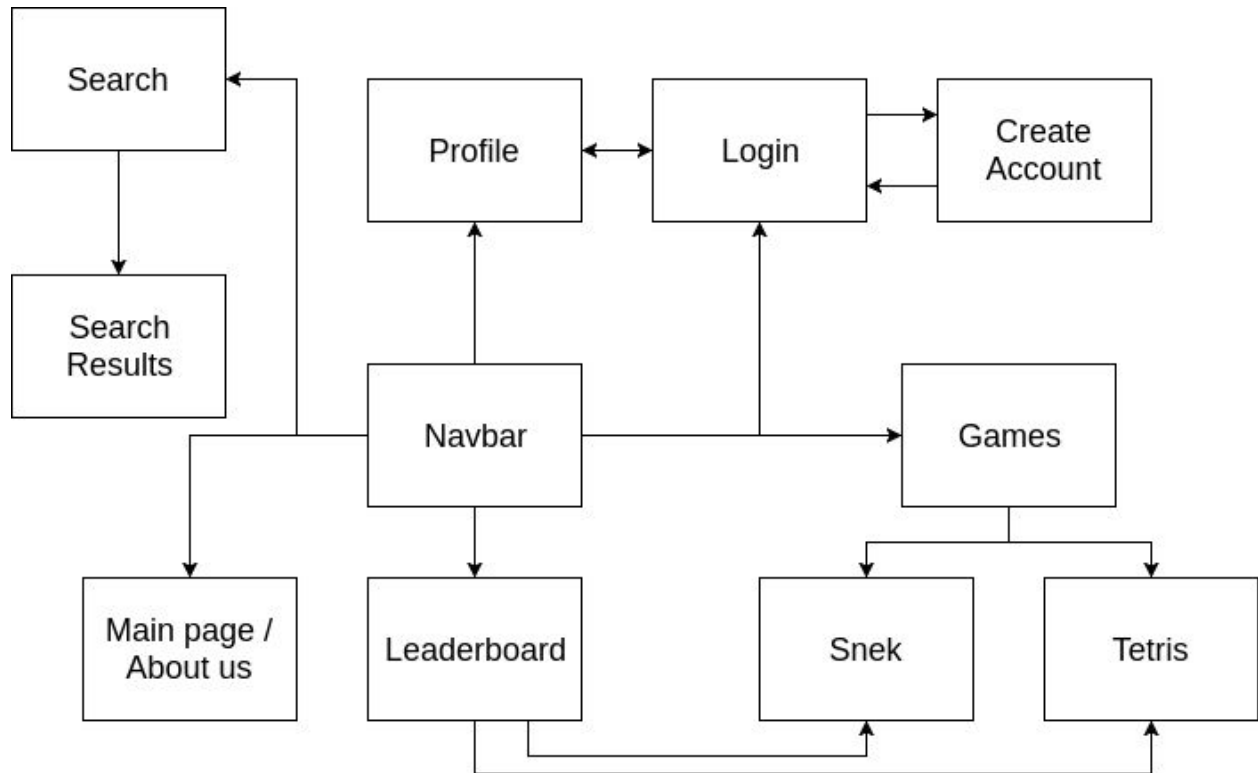 Search
Profile
Login
Create
Account
Search
Results
Navbar
Games
Main page /
About us
Leaderboard
Snek
Tetris